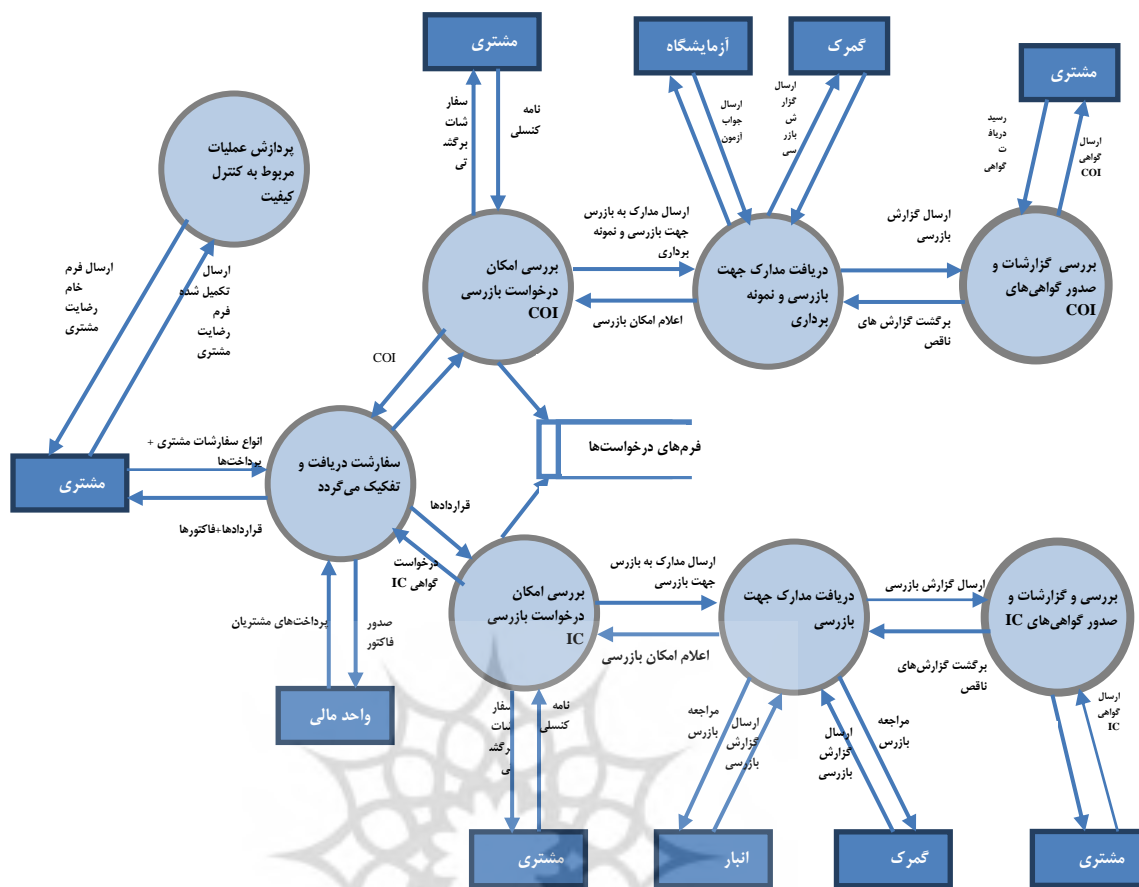 مشتری
آزمایشگاه
گمرک
مشتری
سفار
شات
برگش
تی
نامه
کنسلی
ارسال
جواب
آزمون
ارسال
گزار
ش
بازر
سی
رسید
دریاف
ت
گواهی
ارسال
گواهی
COI
پردازش عملیات
مربوط به کنترل
کیفیت
بررسی امکان
درخواست بازرسی
COI
ارسال مدارک به بازرس
جهت بازرسی و نمونه
برداری
اعلام امکان بازرسی
دریافت مدارک جهت
بازرسی و نمونه
برداری
ارسال گزارش
بازرسی
برگشت گزارش های
ناقص
بررسی گزارشات و
صدور گواهی‌های
COI
ارسال فرم
خام
رضایت
مشتری
ارسال
تکمیل شده
فرم
رضایت
مشتری
COI
مشتری
انواع سفارشات مشتری +
پرداخت‌ها
قراردادها+فاکتورها
سفارشت دریافت و
تفکیک می‌گردد
فرم‌های درخواست‌ها
قراردادها
درخواست
گواهی IC
پرداخت‌های مشتریان
صدور
فاکتور
واحد مالی
بررسی امکان
درخواست بازرسی
IC
ارسال مدارک به بازرس
جهت بازرسی
اعلام امکان بازرسی
دریافت مدارک جهت
بازرسی
ارسال گزارش بازرسی
برگشت گزارش‌های
ناقص
بررسی و گزارشات و
صدور گواهی‌های IC
سفار
شات
برگش
تی
نامه
کنسلی
مراجعه
بازرس
ارسال
گزارش
بازرسی
ارسال
گزارش
بازرسی
مراجعه
بازرس
ارسال
گواهی
IC
مشتری
انبار
گمرک
مشتری